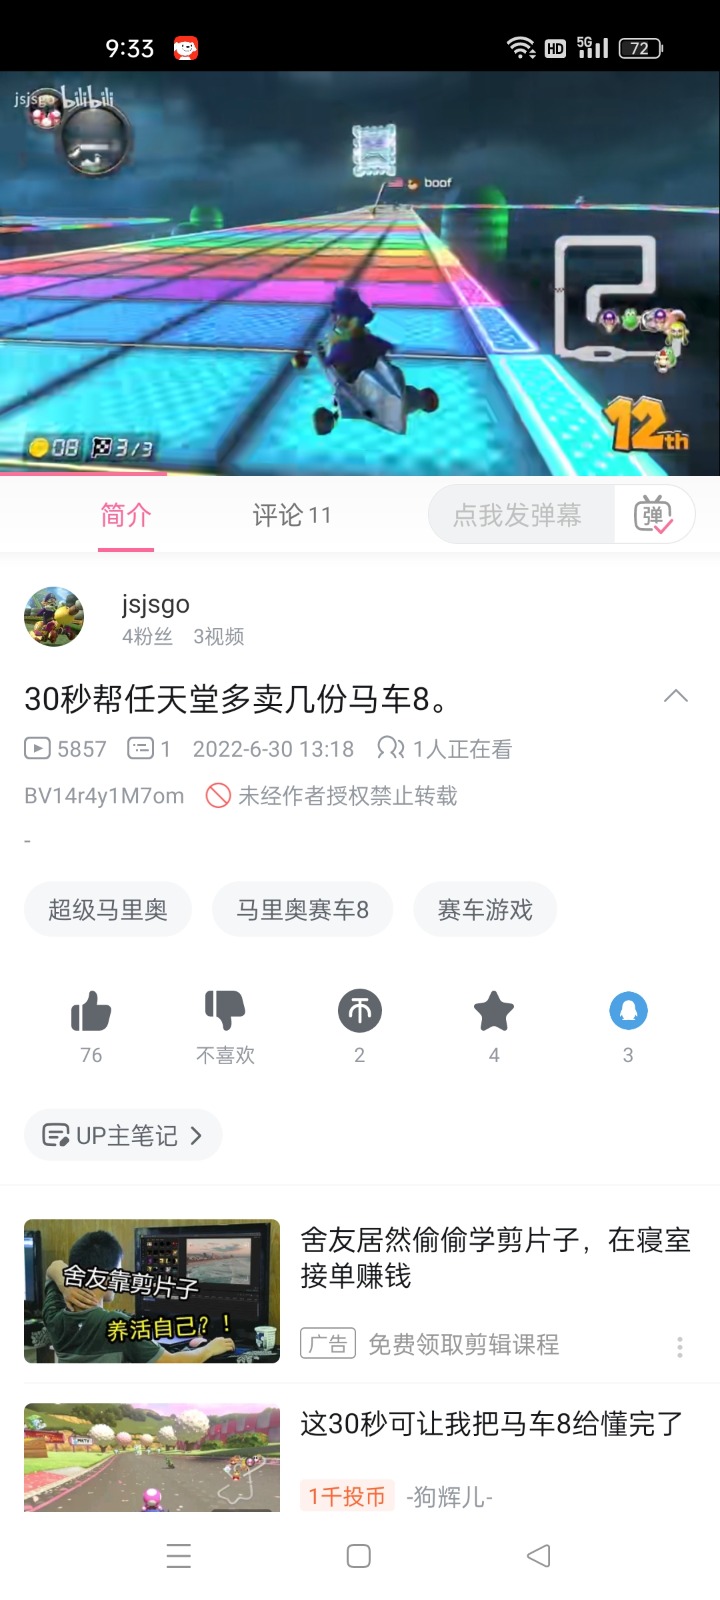 9:33
HD
5G
72
jsjsgo bilibili
boof
08 3/3
12th
简介
评论 11
点我发弹幕
弹
jsjsgo
4粉丝 3视频
30秒帮任天堂多卖几份马车8。
5857 1 2022-6-30 13:18 1人正在看
BV14r4y1M7om 未经作者授权禁止转载
-
超级马里奥 马里奥赛车8 赛车游戏
76 不喜欢 2 4 3
UP主笔记
舍友靠剪片子
养活自己？！
舍友居然偷偷学剪片子，在寝室
接单赚钱
广告 免费领取剪辑课程
这30秒可让我把马车8给懂完了
1千投币 -狗辉儿-